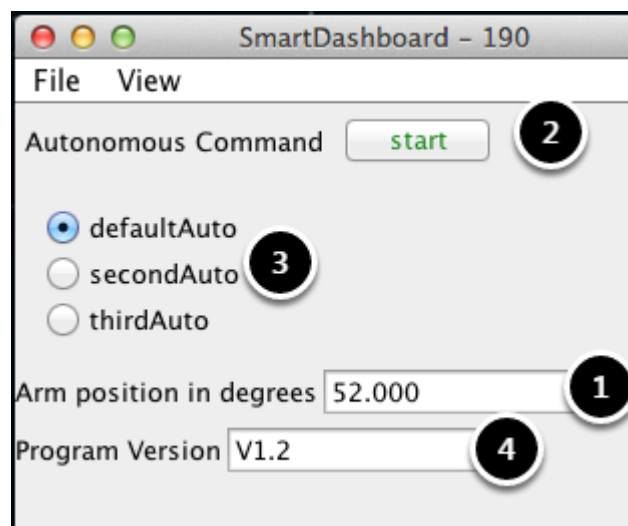 SmartDashboard – 190
File View
Autonomous Command start 2
defaultAuto
secondAuto 3
thirdAuto
Arm position in degrees 52.000 1
Program Version V1.2 4